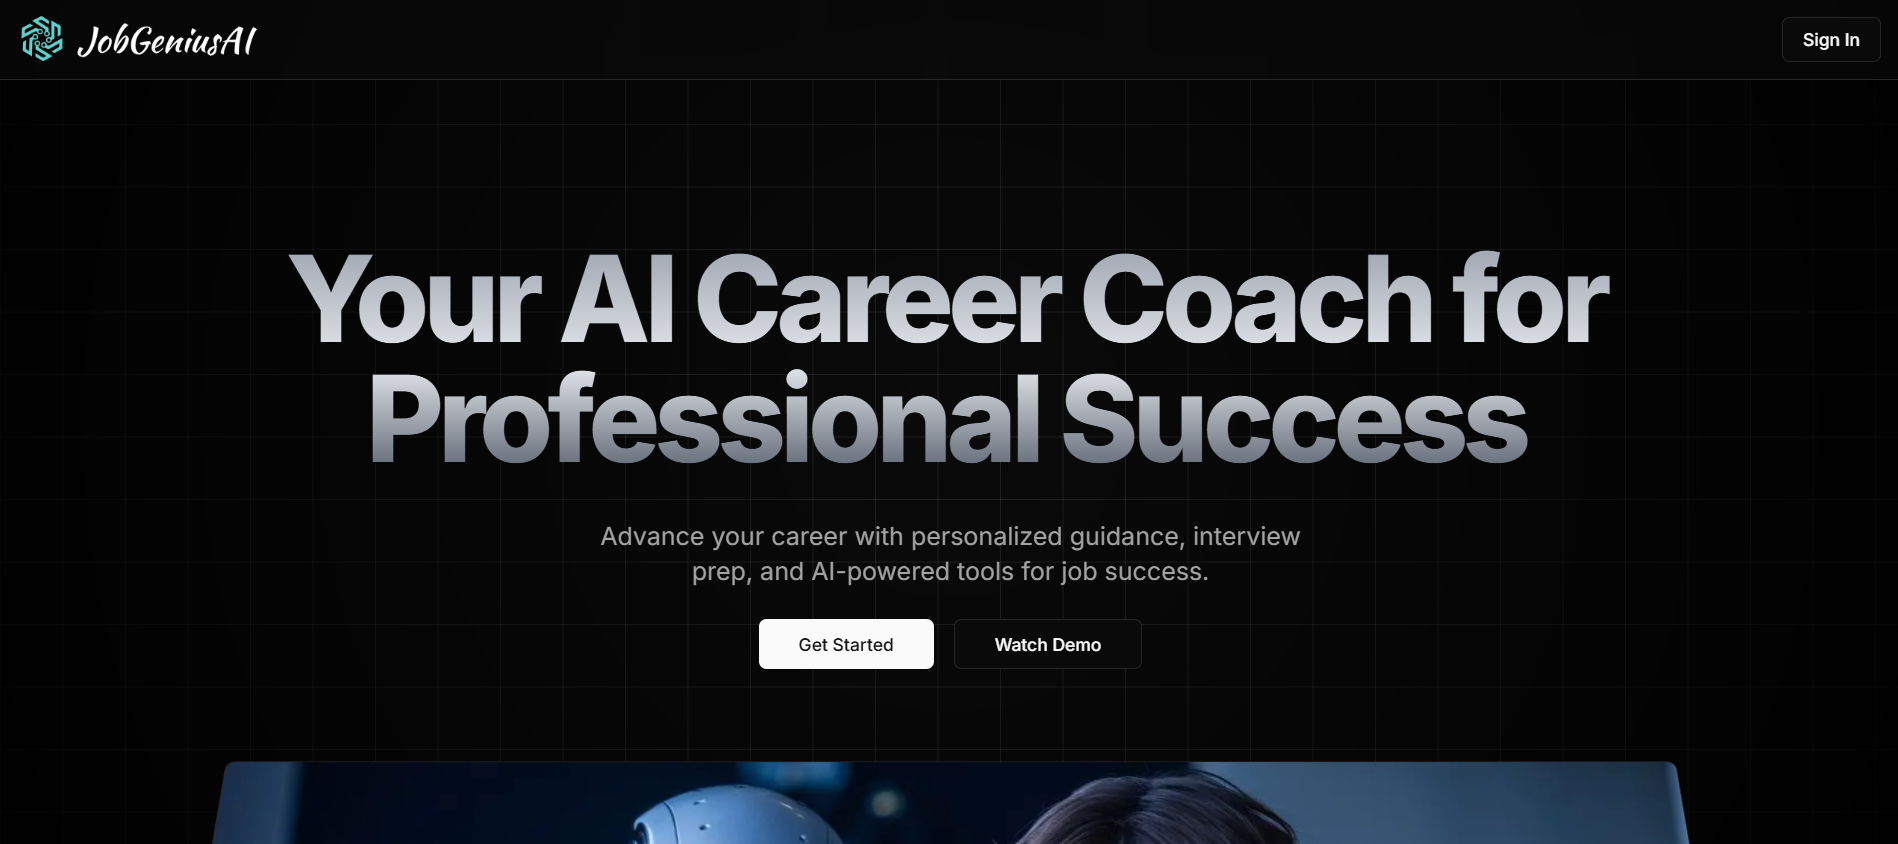 JobGeniusAI
Sign In
Your AI Career Coach for
Professional Success
Advance your career with personalized guidance, interview
prep, and AI-powered tools for job success.
Get Started
Watch Demo